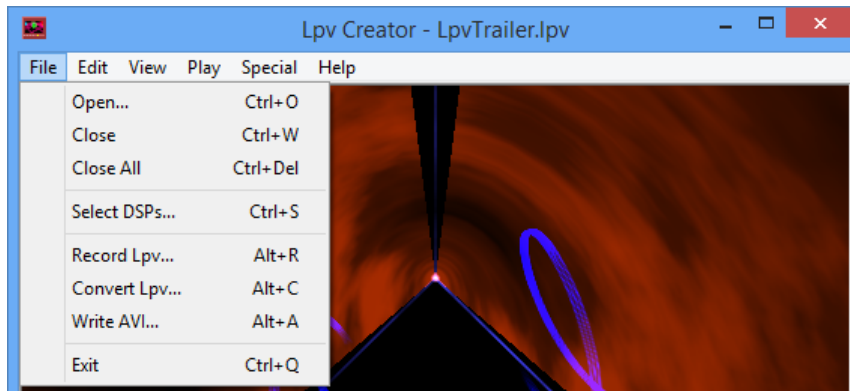 Lpv Creator - LpvTrailer.lpv
File Edit View Play Special Help
Open... Ctrl+O
Close Ctrl+W
Close All Ctrl+Del
Select DSPs... Ctrl+S
Record Lpv... Alt+R
Convert Lpv... Alt+C
Write AVI... Alt+A
Exit Ctrl+Q